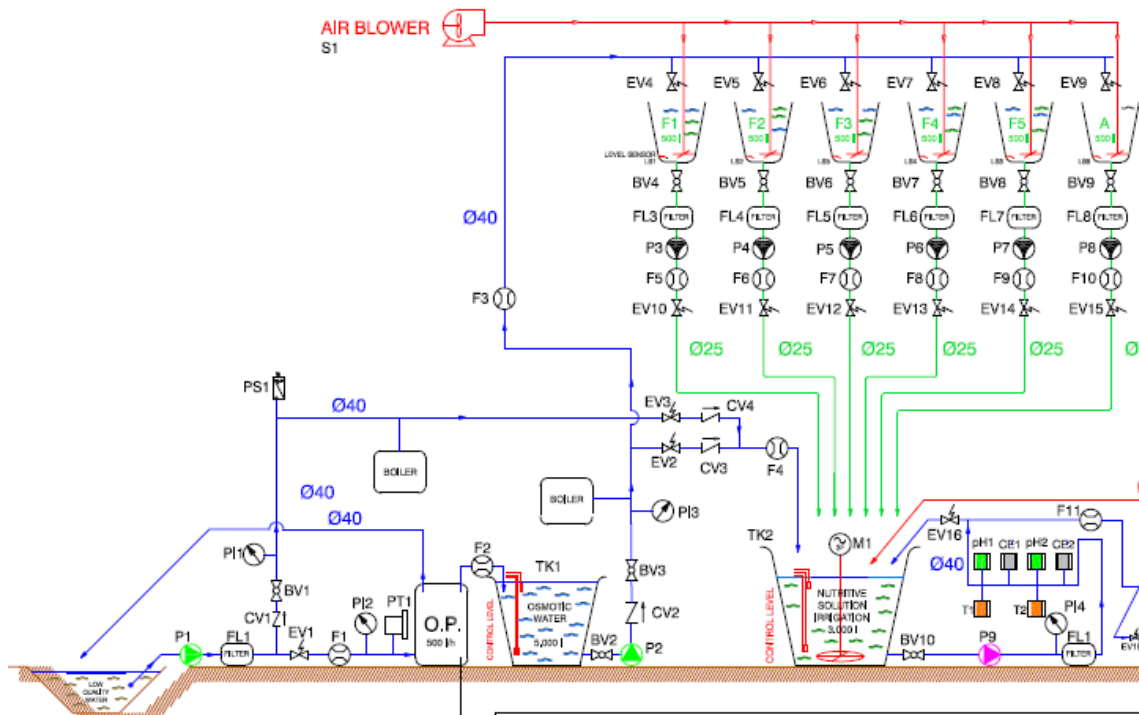 AIR BLOWER
S1
EV4 EV5 EV6 EV7 EV8 EV9
F1 F2 F3 F4 F5 A
500 l 500 l 500 l 500 l 500 l 500 l
LEVEL SENSOR
LS1 LS2 LS3 LS4 LS5 LS6
BV4 BV5 BV6 BV7 BV8 BV9
FL3 FILTER FL4 FILTER FL5 FILTER FL6 FILTER FL7 FILTER FL8 FILTER
P3 P4 P5 P6 P7 P8
F5 F6 F7 F8 F9 F10
EV10 EV11 EV12 EV13 EV14 EV15
Ø25 Ø25 Ø25 Ø25 Ø25 Ø
Ø40
F3
PS1
Ø40
EV3 CV4
BOILER
EV2 CV3 F4
Ø40
Ø40
BOILER
PI3
PI1
BV1
CV1
P1
FL1
FILTER
EV1
F1
PI2
PT1
O.P.
500 l/h
F2
TK1
CONTROL LEVEL
OSMOTIC
WATER
5,000 l
BV2
BV3
CV2
P2
LOW
QUALITY
WATER
TK2
M1
CONTROL LEVEL
NUTRITIVE
SOLUTION
IRRIGATION
3,000 l
BV10
P9
EV16
Ø40
F11
pH1 CE1 pH2 CE2
T1 T2
PI4
FL1
FILTER
Ø